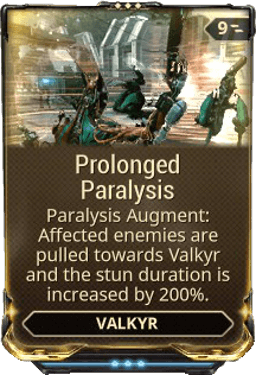 9
Prolonged
Paralysis
Paralysis Augment:
Affected enemies are
pulled towards Valkyr
and the stun duration is
increased by 200%.
VALKYR